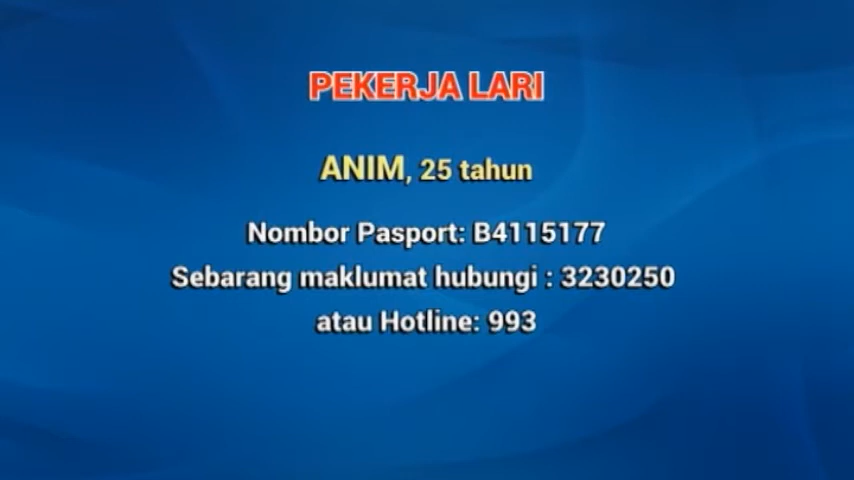 PEKERJA LARI
ANIM, 25 tahun
Nombor Pasport: B4115177
Sebarang maklumat hubungi : 3230250
atau Hotline: 993